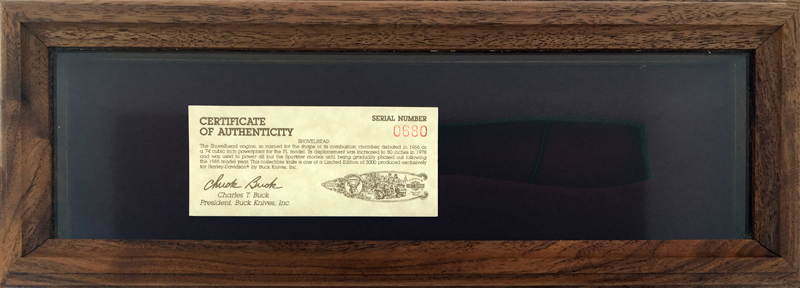 CERTIFICATE
OF AUTHENTICITY
SERIAL NUMBER
0680
SHOVELHEAD
The Shovelhead engine, so named for the shape of its combustion chamber, debuted in 1966 as
a 74 cubic inch powerplant for the FL model. Its displacement was increased to 80 inches in 1978
and was used to power all but the Sportster models until being gradually phased out following
the 1985 model year. This collectible knife is one of a Limited Edition of 3000 produced exclusively
for Harley-Davidson® by Buck Knives, Inc.
Chuck Buck
Charles T. Buck
President, Buck Knives, Inc.